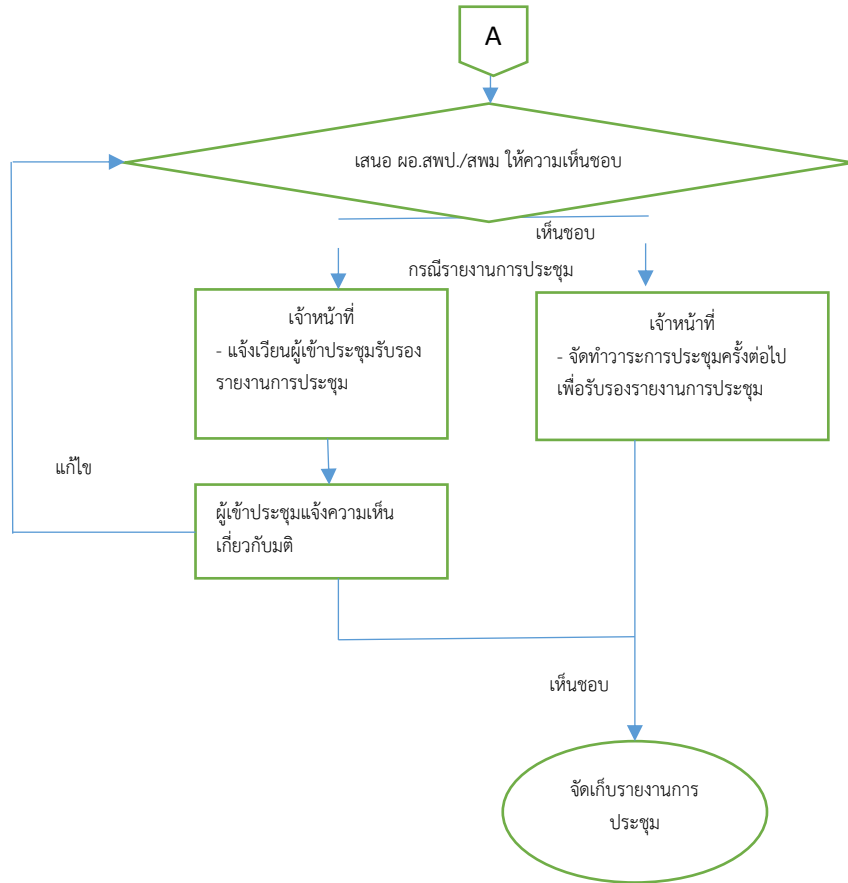 A
เสนอ ผอ.สพป./สพม ให้ความเห็นชอบ
เห็นชอบ
กรณีรายงานการประชุม
เจ้าหน้าที่
- แจ้งเวียนผู้เข้าประชุมรับรอง
รายงานการประชุม
เจ้าหน้าที่
- จัดทำวาระการประชุมครั้งต่อไป
เพื่อรับรองรายงานการประชุม
แก้ไข
ผู้เข้าประชุมแจ้งความเห็น
เกี่ยวกับมติ
เห็นชอบ
จัดเก็บรายงานการ
ประชุม